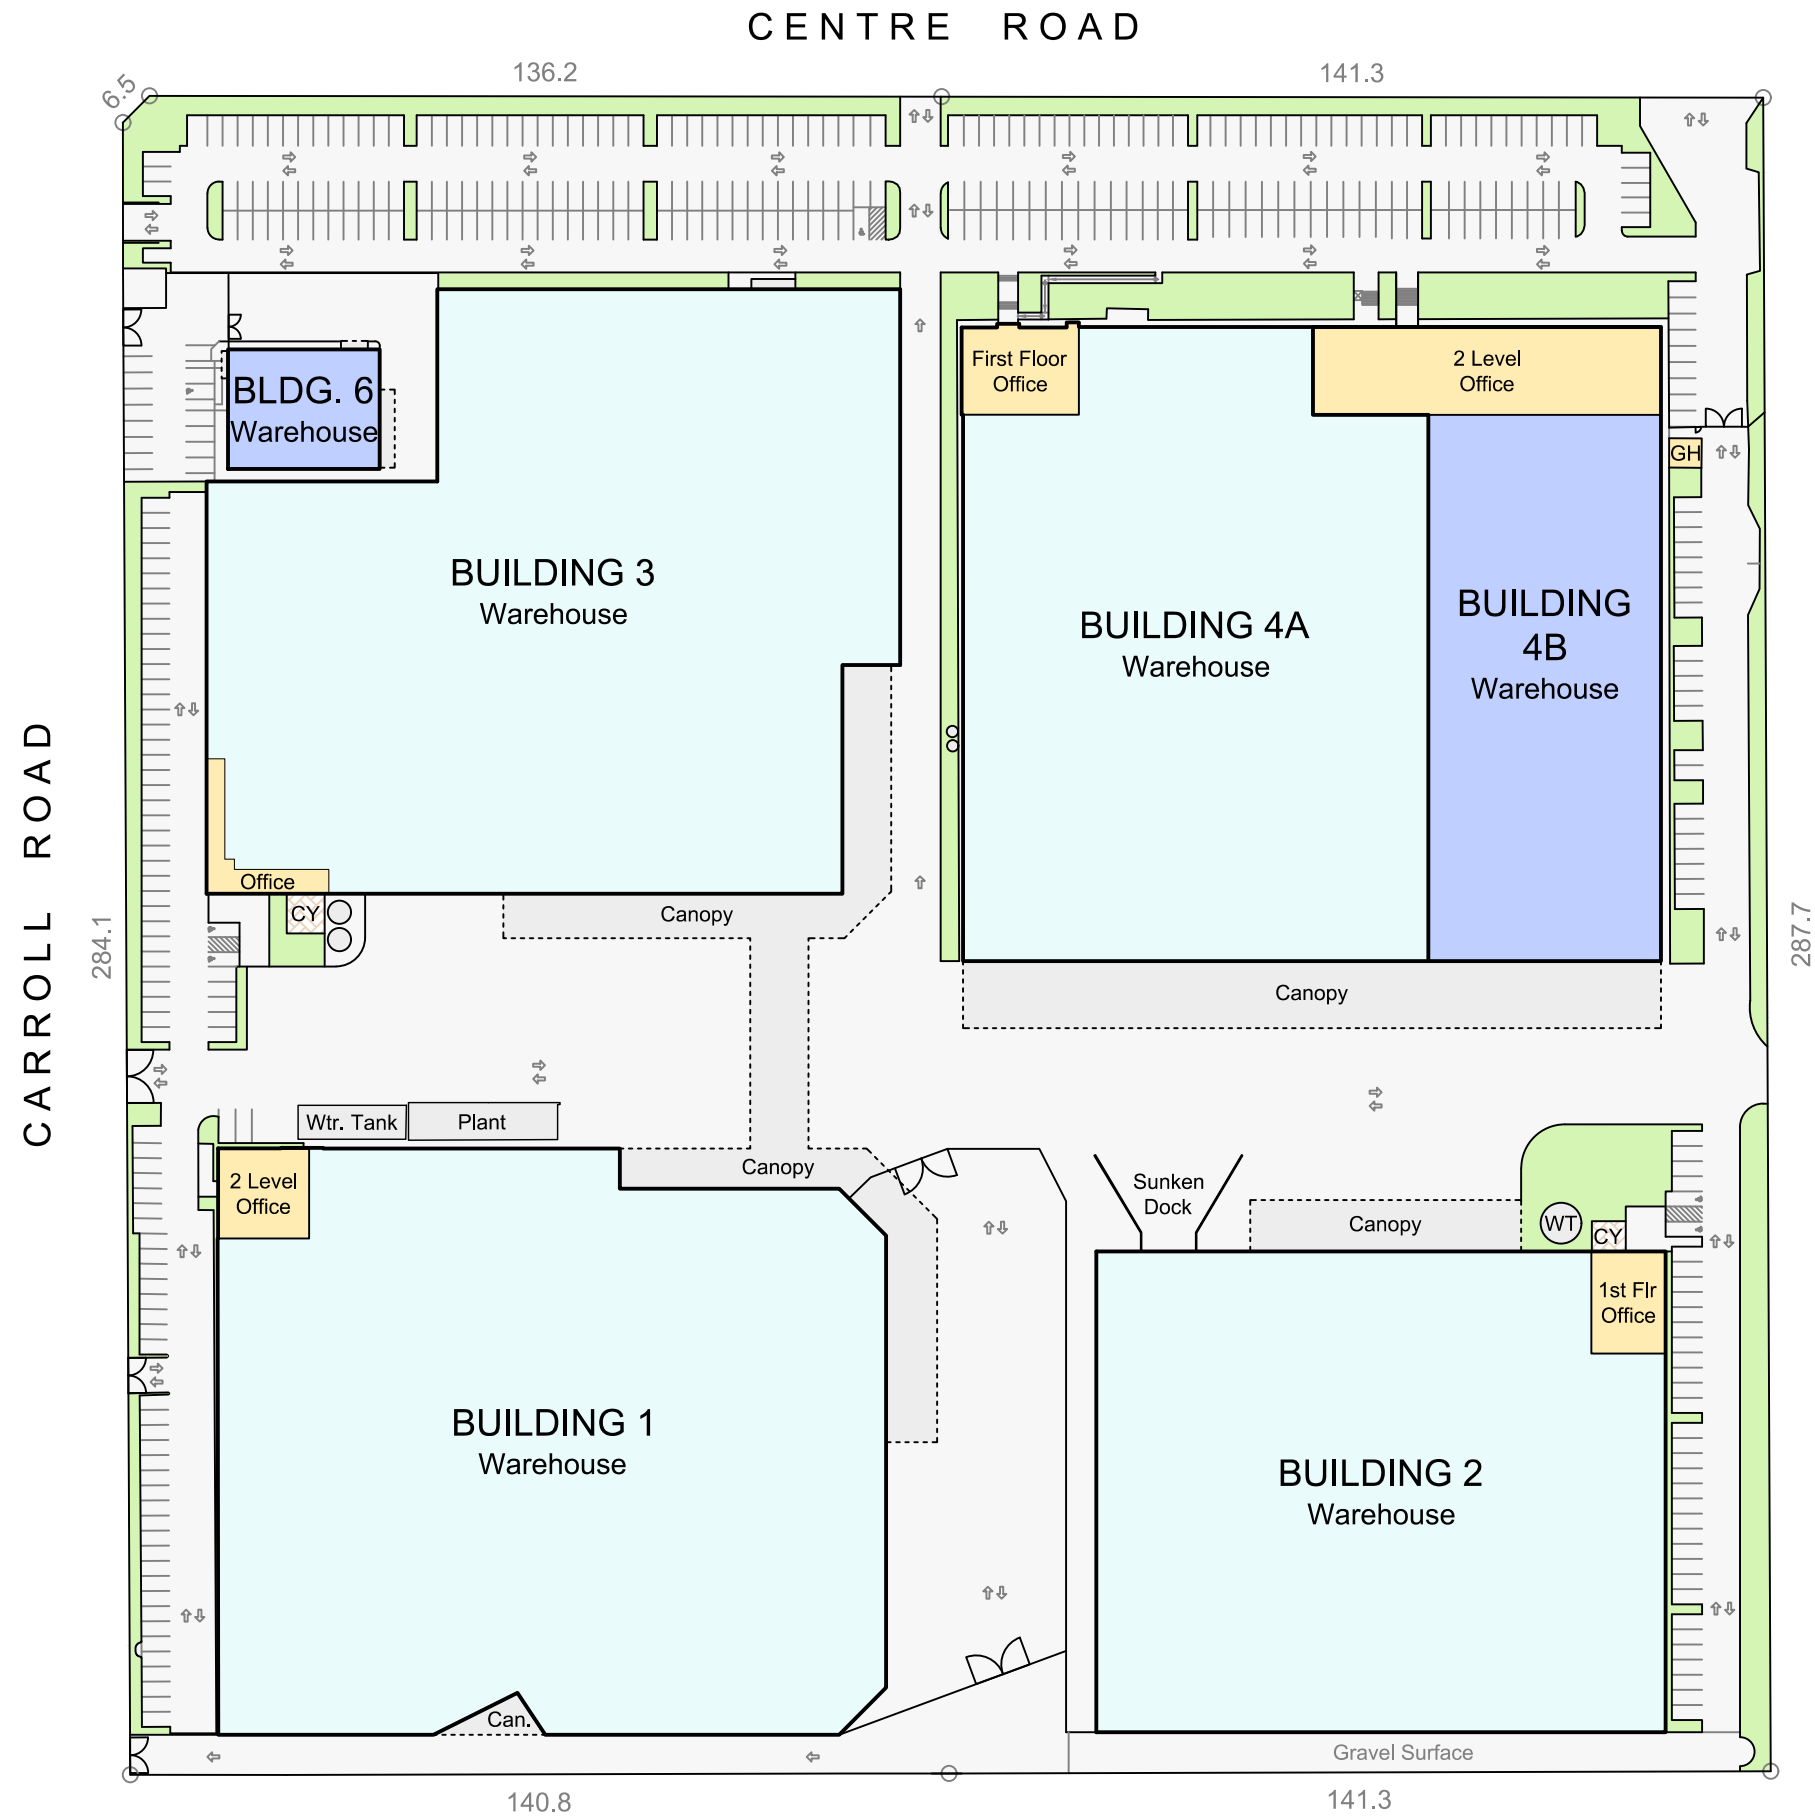 CENTRE ROAD
136.2
141.3
6.5
First Floor
Office
2 Level
Office
BLDG. 6
Warehouse
GH
BUILDING 3
Warehouse
BUILDING 4A
Warehouse
BUILDING
4B
Warehouse
CARROLL ROAD
Office
CY
Canopy
284.1
287.7
Canopy
Wtr. Tank
Plant
Canopy
2 Level
Office
Sunken
Dock
Canopy
WT
CY
1st Flr
Office
BUILDING 1
Warehouse
BUILDING 2
Warehouse
Can.
Gravel Surface
140.8
141.3